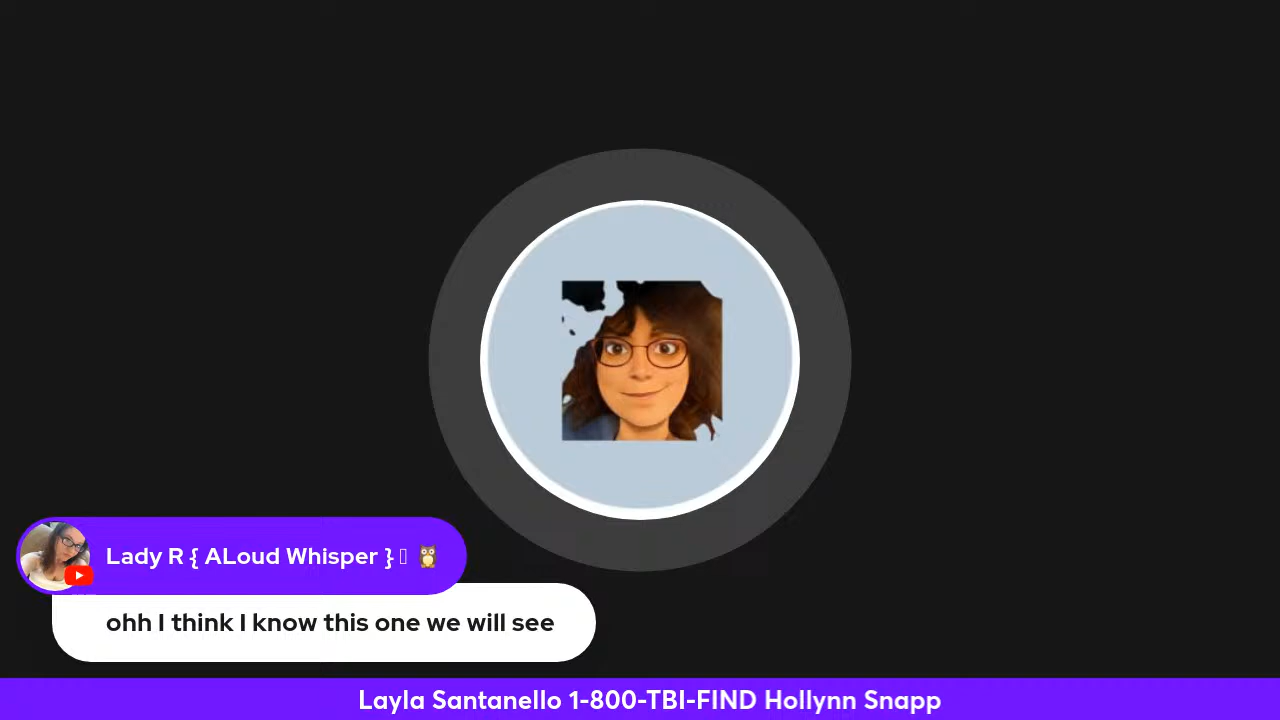 Lady R { ALoud Whisper } 🦉
ohh I think I know this one we will see
Layla Santanello 1-800-TBI-FIND Hollynn Snapp